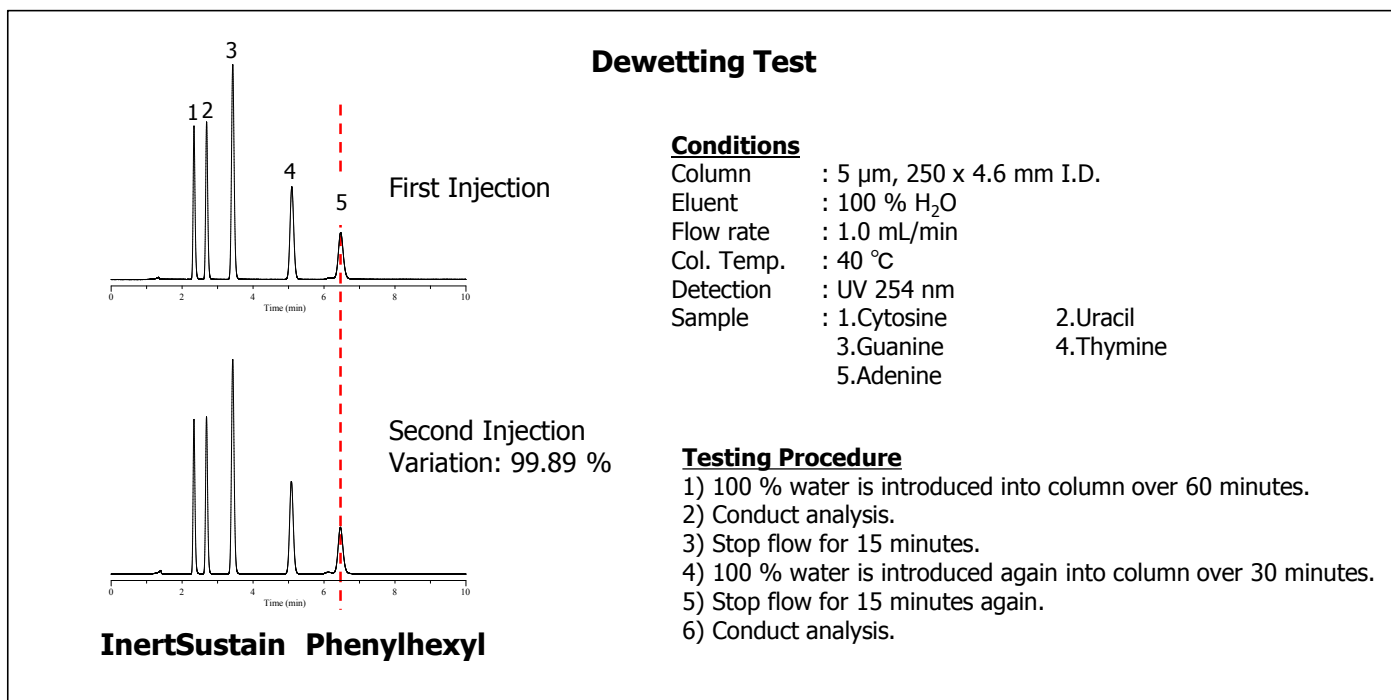 Dewetting Test
3
1 2
4
5
First Injection
0 2 4 6 8 10
Time (min)
Second Injection
Variation: 99.89 %
0 2 4 6 8 10
Time (min)
InertSustain Phenylhexyl
Conditions
Column : 5 µm, 250 x 4.6 mm I.D.
Eluent : 100 % H₂O
Flow rate : 1.0 mL/min
Col. Temp. : 40 ℃
Detection : UV 254 nm
Sample : 1.Cytosine 2.Uracil
3.Guanine 4.Thymine
5.Adenine
Testing Procedure
1) 100 % water is introduced into column over 60 minutes.
2) Conduct analysis.
3) Stop flow for 15 minutes.
4) 100 % water is introduced again into column over 30 minutes.
5) Stop flow for 15 minutes again.
6) Conduct analysis.